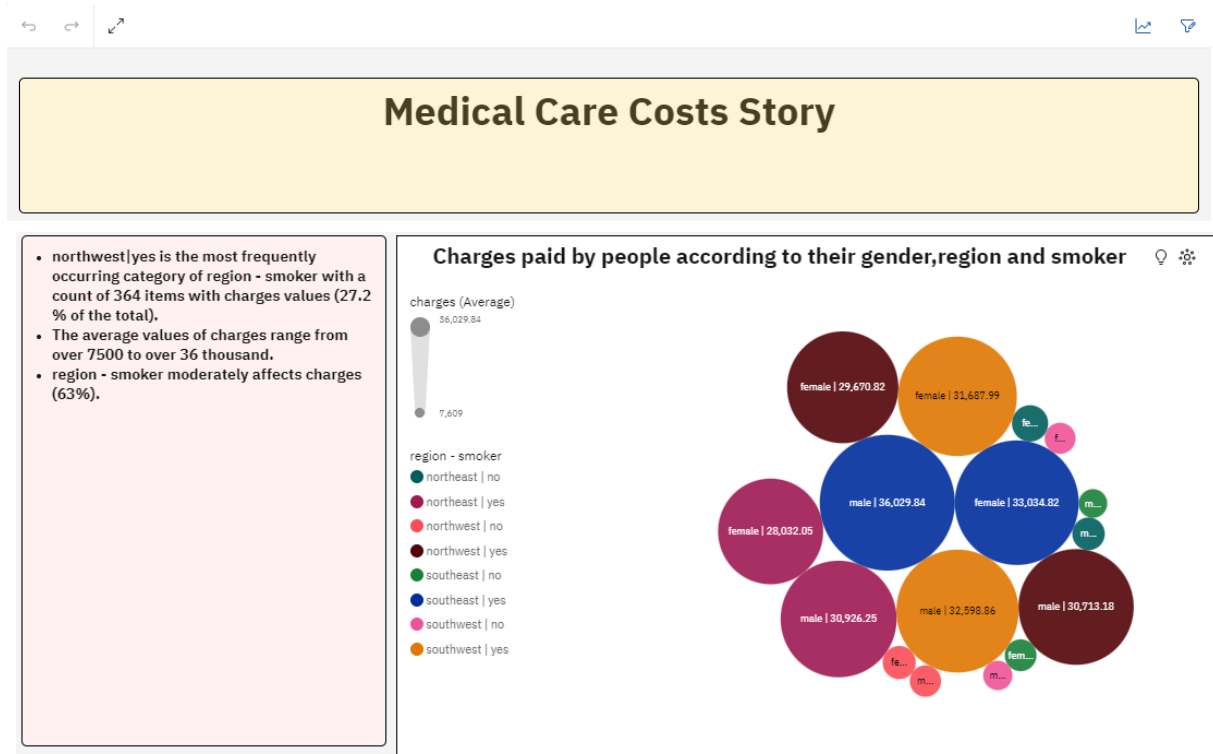 Medical Care Costs Story
• northwest|yes is the most frequently
occurring category of region - smoker with a
count of 364 items with charges values (27.2
% of the total).
• The average values of charges range from
over 7500 to over 36 thousand.
• region - smoker moderately affects charges
(63%).
Charges paid by people according to their gender,region and smoker
charges (Average)
36,029.84
7,609
region - smoker
northeast | no
northeast | yes
northwest | no
northwest | yes
southeast | no
southeast | yes
southwest | no
southwest | yes
female | 29,670.82
female | 31,687.99
fe...
f...
male | 36,029.84
female | 33,034.82
m...
m...
female | 28,032.05
male | 30,926.25
male | 32,598.86
male | 30,713.18
fe...
m...
m...
fem...